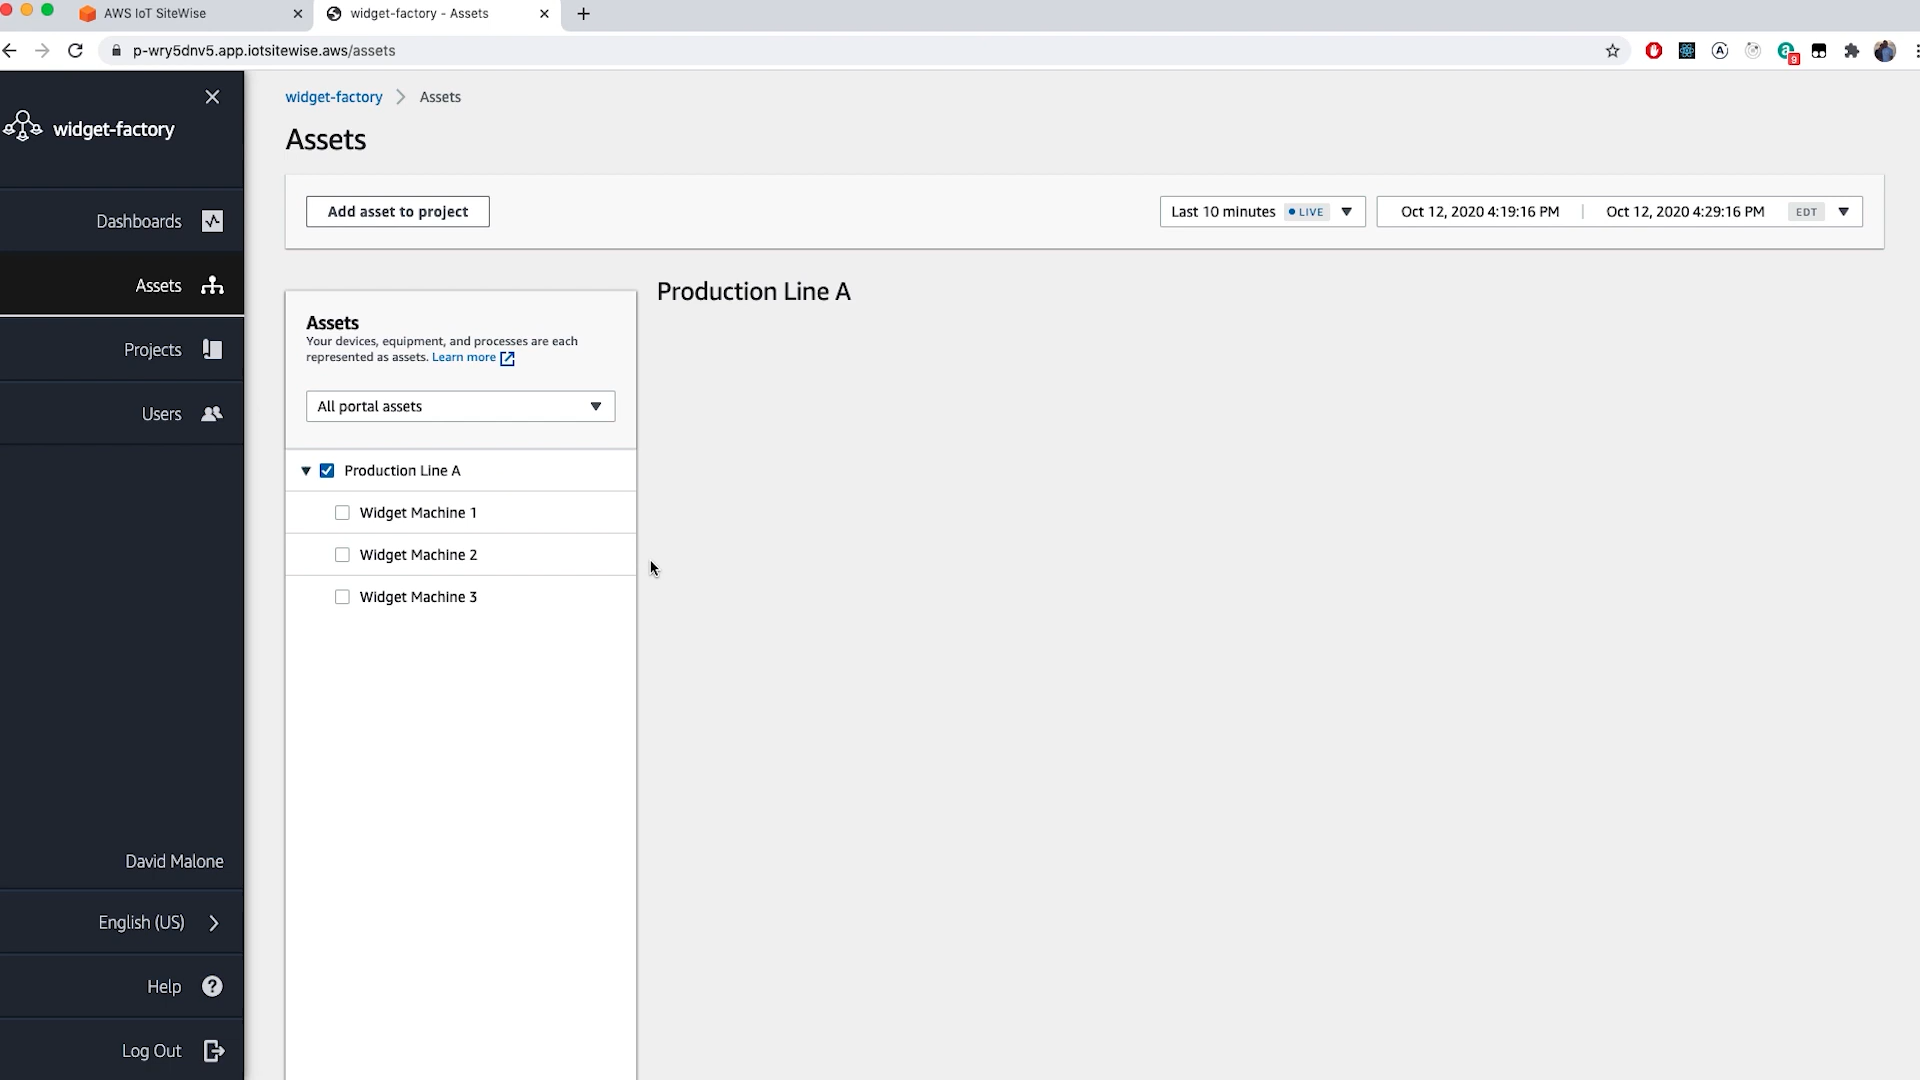 AWS IoT SiteWise
widget-factory - Assets
p-wry5dnv5.app.iotsitewise.aws/assets
A
a
9
widget-factory
Dashboards
Assets
Projects
Users
David Malone
English (US)
Help
Log Out
widget-factory > Assets
Assets
Add asset to project
Last 10 minutes LIVE
Oct 12, 2020 4:19:16 PM | Oct 12, 2020 4:29:16 PM EDT
Assets
Your devices, equipment, and processes are each
represented as assets. Learn more
All portal assets
Production Line A
Widget Machine 1
Widget Machine 2
Widget Machine 3
Production Line A